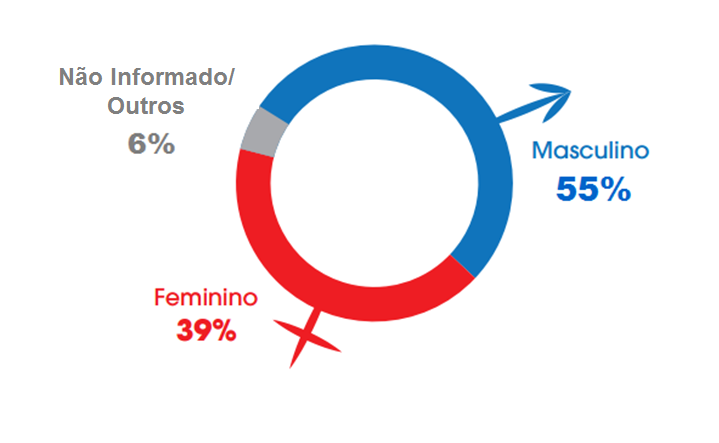 Não Informado/
Outros
6%
Masculino
55%
Feminino
39%